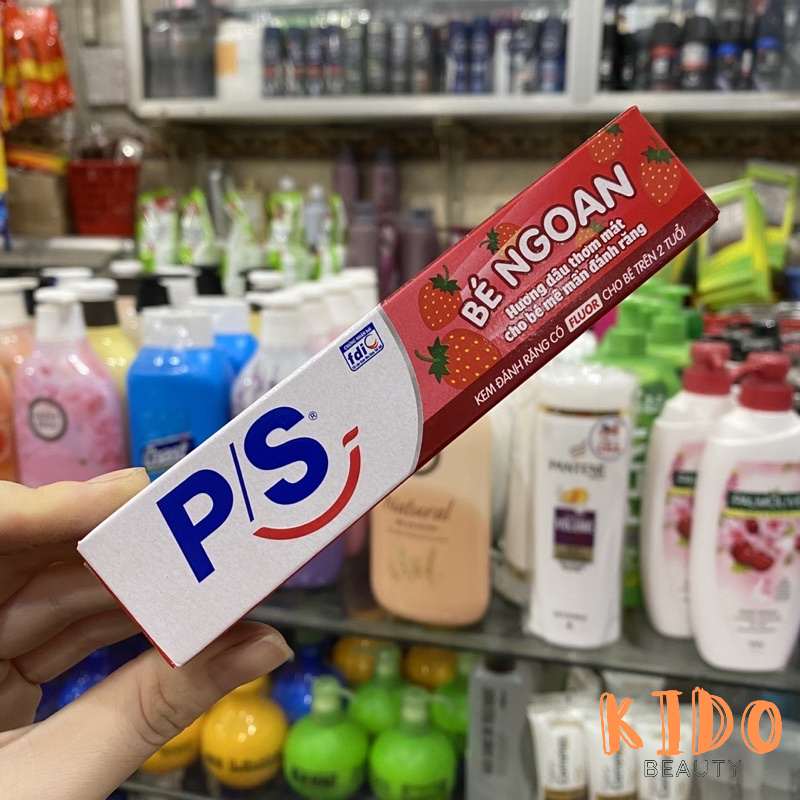 P/S®
fdi
BÉ NGOAN
Hương dâu thơm mát
cho bé mê mẩn đánh răng
KEM ĐÁNH RĂNG CÓ FLUOR CHO BÉ TRÊN 2 TUỔI
PANTENE
Natural
PALMOLIVE
KIDO
BEAUTY